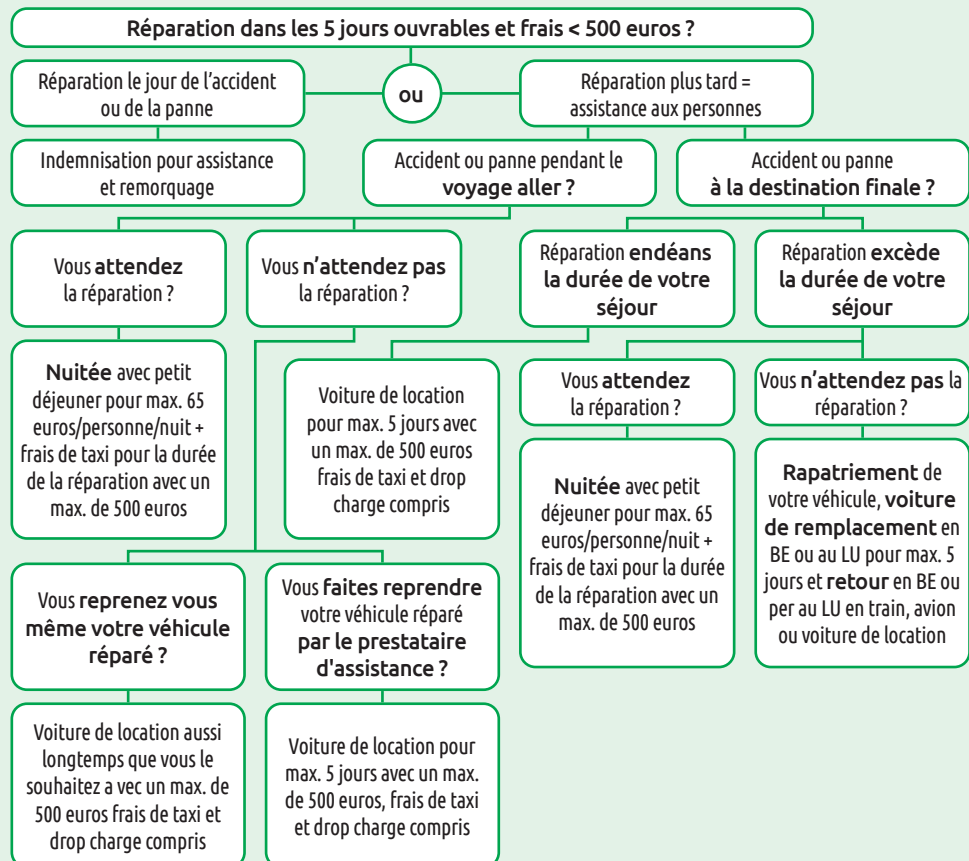 Réparation dans les 5 jours ouvrables et frais < 500 euros ?
Réparation le jour de l'accident
ou de la panne
ou
Réparation plus tard =
assistance aux personnes
Indemnisation pour assistance
et remorquage
Accident ou panne pendant le
voyage aller ?
Accident ou panne
à la destination finale ?
Vous attendez
la réparation ?
Vous n'attendez pas
la réparation ?
Réparation endéans
la durée de votre
séjour
Réparation excède
la durée de votre
séjour
Nuitée avec petit
déjeuner pour max. 65
euros/personne/nuit +
frais de taxi pour la durée
de la réparation avec un
max. de 500 euros
Voiture de location
pour max. 5 jours avec
un max. de 500 euros
frais de taxi et drop
charge compris
Vous attendez
la réparation ?
Vous n'attendez pas la
réparation ?
Nuitée avec petit
déjeuner pour max. 65
euros/personne/nuit +
frais de taxi pour la durée
de la réparation avec un
max. de 500 euros
Rapatriement de
votre véhicule, voiture
de remplacement en
BE ou au LU pour max. 5
jours et retour en BE ou
per au LU en train, avion
ou voiture de location
Vous reprenez vous
même votre véhicule
réparé ?
Vous faites reprendre
votre véhicule réparé
par le prestataire
d'assistance ?
Voiture de location aussi
longtemps que vous le
souhaitez a vec un max. de
500 euros frais de taxi et
drop charge compris
Voiture de location pour
max. 5 jours avec un max.
de 500 euros, frais de taxi
et drop charge compris